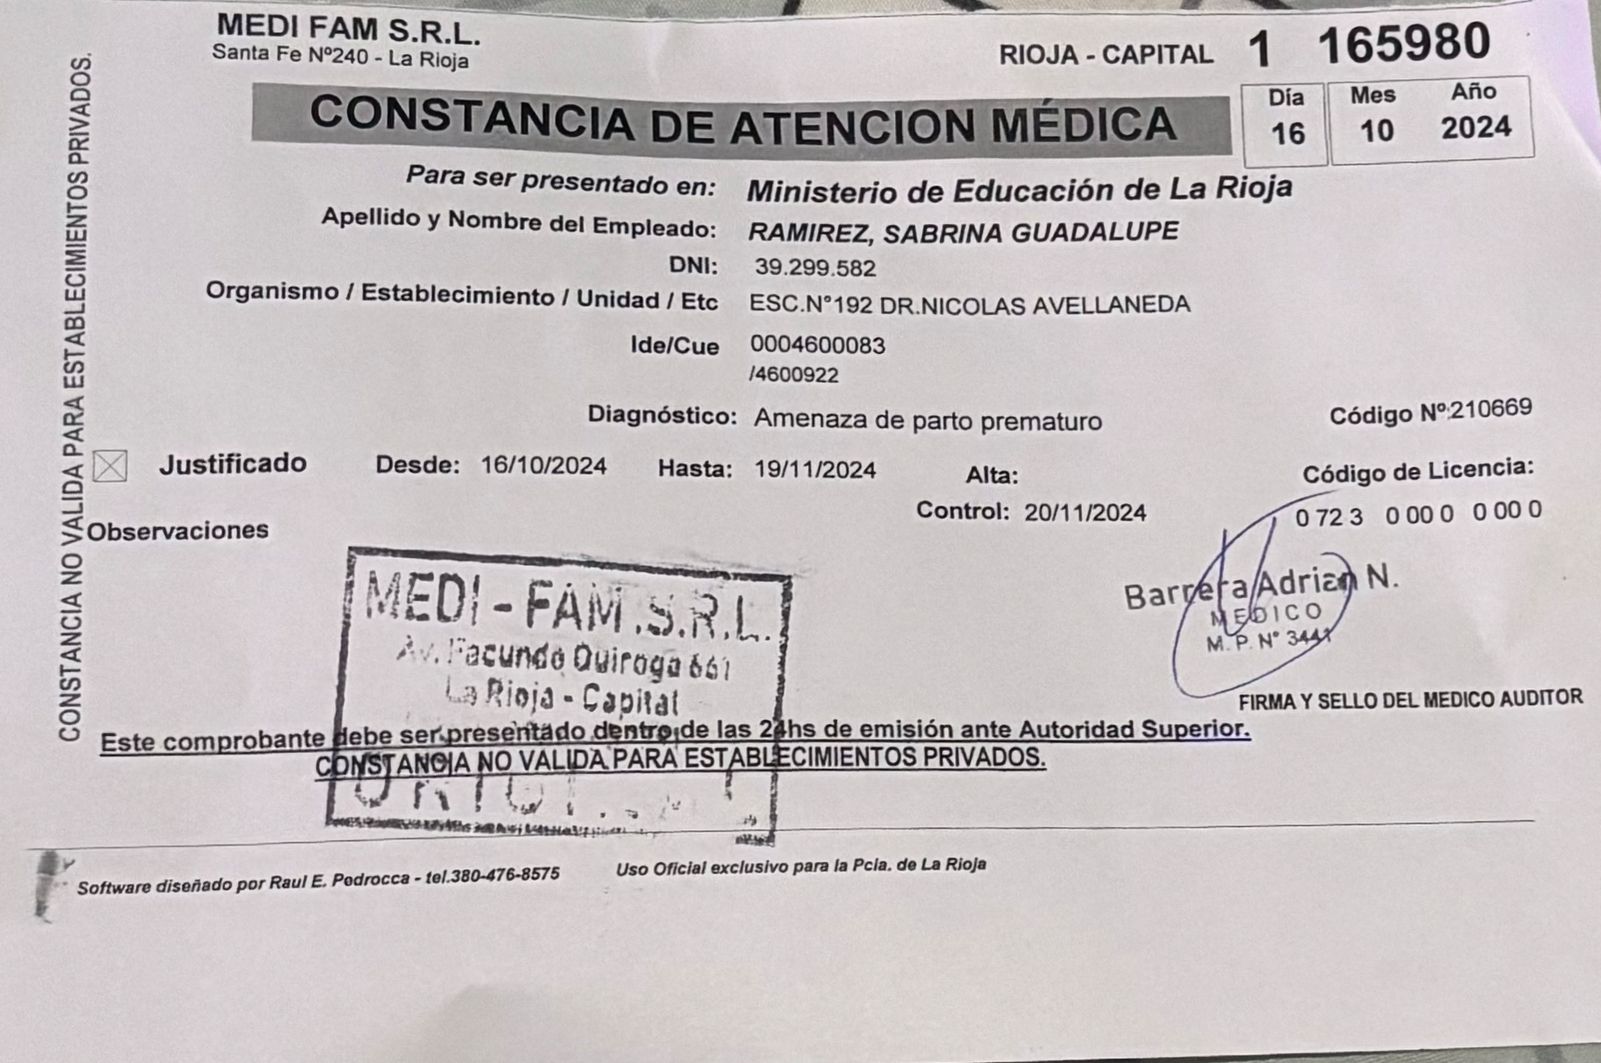 MEDI FAM S.R.L.
Santa Fe Nº240 - La Rioja
RIOJA - CAPITAL 1 165980
CONSTANCIA DE ATENCION MÉDICA
Día Mes Año
16 10 2024
Para ser presentado en: Ministerio de Educación de La Rioja
Apellido y Nombre del Empleado: RAMIREZ, SABRINA GUADALUPE
DNI: 39.299.582
Organismo / Establecimiento / Unidad / Etc ESC.N°192 DR.NICOLAS AVELLANEDA
Ide/Cue 0004600083
/4600922
Diagnóstico: Amenaza de parto prematuro Código Nº:210669
Justificado Desde: 16/10/2024 Hasta: 19/11/2024 Alta: Código de Licencia:
Control: 20/11/2024 0 72 3 0 00 0 0 00 0
Observaciones
MEDI - FAM.S.R.L.
Av. Facundo Quiroga 661
La Rioja - Capital
Barrera Adrian N.
MEDICO
M.P. N° 3441
FIRMA Y SELLO DEL MEDICO AUDITOR
Este comprobante debe ser presentado dentro de las 24hs de emisión ante Autoridad Superior.
CONSTANCIA NO VALIDA PARA ESTABLECIMIENTOS PRIVADOS.
Software diseñado por Raul E. Pedrocca - tel.380-476-8575 Uso Oficial exclusivo para la Pcia. de La Rioja
CONSTANCIA NO VALIDA PARA ESTABLECIMIENTOS PRIVADOS.